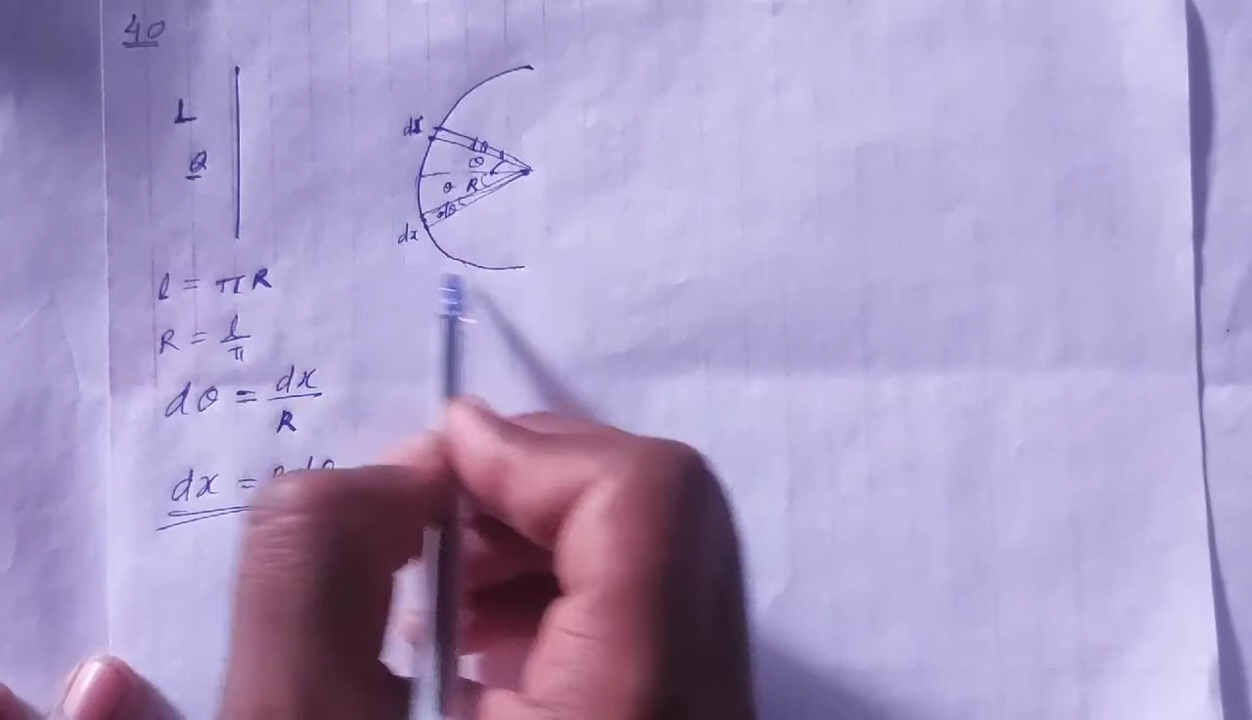 40
L
Q
dx
dθ
θ
θ R
dθ
dx
l = πR
R = l/π
dθ = dx/R
dx =